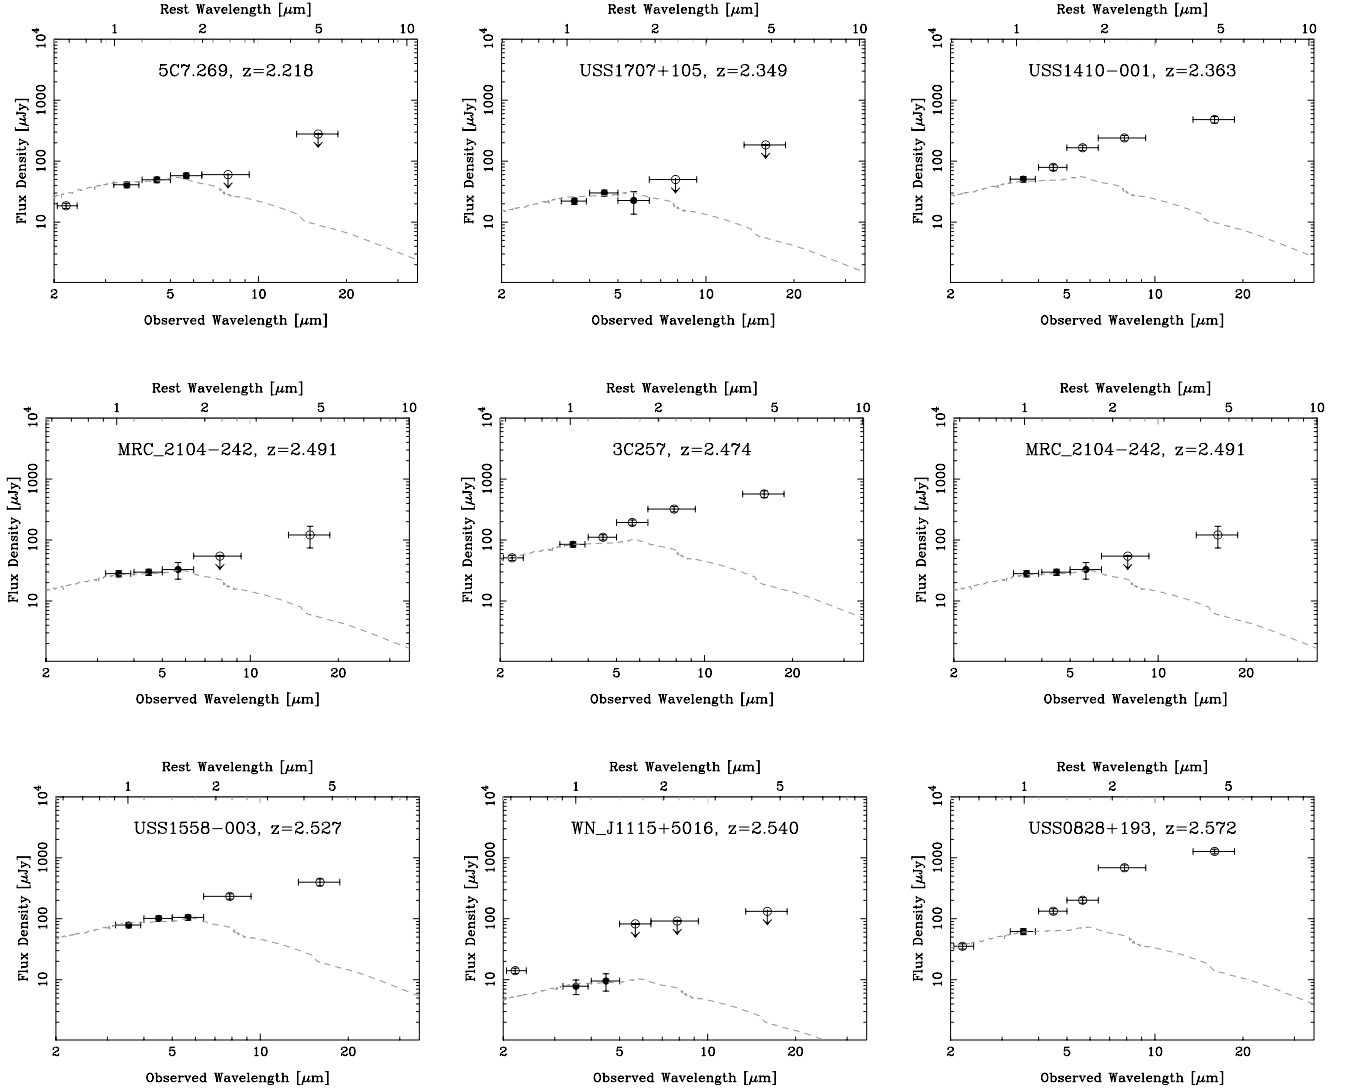 Rest Wavelength [μm]
1 2 5 10
5C7.269, z=2.218
Flux Density [μJy]
10 100 1000 10⁴
2 5 10 20
Observed Wavelength [μm]
Rest Wavelength [μm]
1 2 5
USS1707+105, z=2.349
Flux Density [μJy]
10 100 1000 10⁴
2 5 10 20
Observed Wavelength [μm]
Rest Wavelength [μm]
1 2 5
USS1410-001, z=2.363
Flux Density [μJy]
10 100 1000 10⁴
2 5 10 20
Observed Wavelength [μm]
Rest Wavelength [μm]
1 2 5 10
MRC_2104-242, z=2.491
Flux Density [μJy]
10 100 1000 10⁴
2 5 10 20
Observed Wavelength [μm]
Rest Wavelength [μm]
1 2 5 10
3C257, z=2.474
Flux Density [μJy]
10 100 1000 10⁴
2 5 10 20
Observed Wavelength [μm]
Rest Wavelength [μm]
1 2 5 10
MRC_2104-242, z=2.491
Flux Density [μJy]
10 100 1000 10⁴
2 5 10 20
Observed Wavelength [μm]
Rest Wavelength [μm]
1 2 5
USS1558-003, z=2.527
Flux Density [μJy]
10 100 1000 10⁴
2 5 10 20
Observed Wavelength [μm]
Rest Wavelength [μm]
1 2 5
WN_J1115+5016, z=2.540
Flux Density [μJy]
10 100 1000 10⁴
2 5 10 20
Observed Wavelength [μm]
Rest Wavelength [μm]
1 2 5
USS0828+193, z=2.572
Flux Density [μJy]
10 100 1000 10⁴
2 5 10 20
Observed Wavelength [μm]